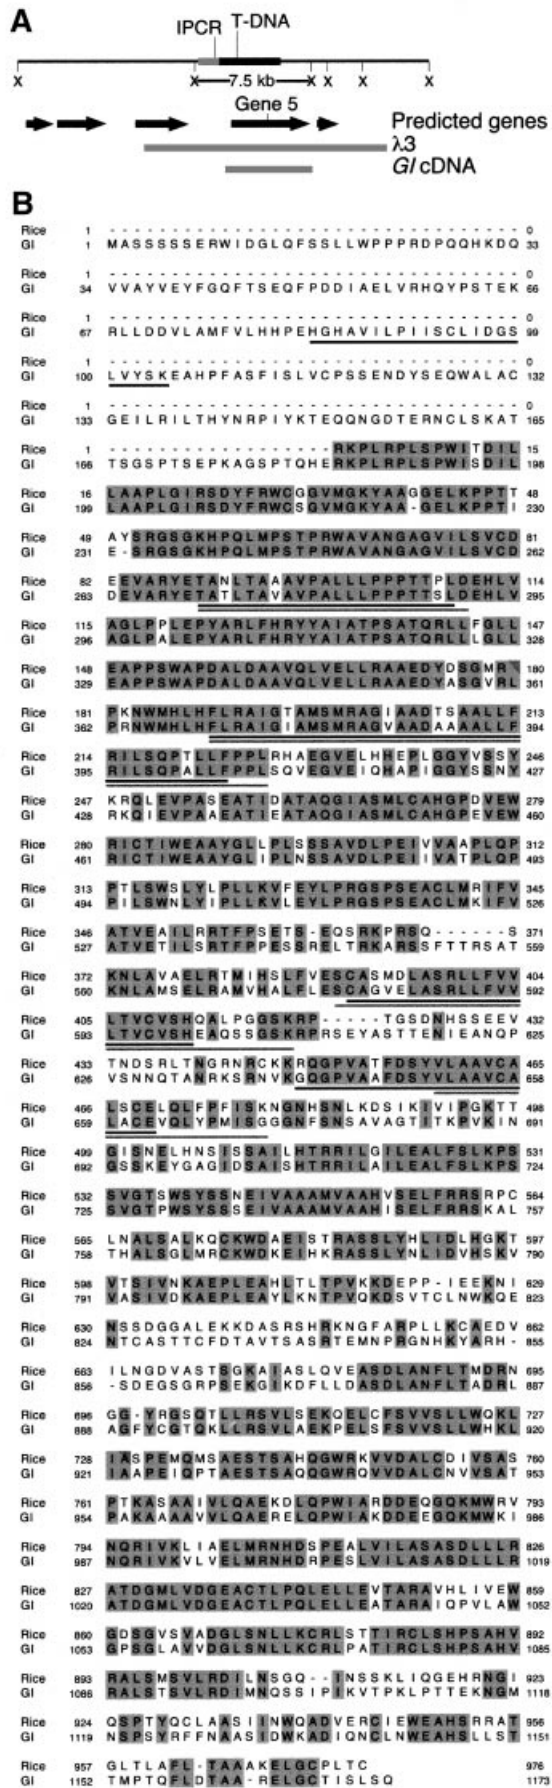 A
IPCR T-DNA
X X 7.5 kb X X X X
Gene 5
Predicted genes
λ3
GI cDNA
B
Rice 1 --------------------------------- 0
GI 1 MASSSSSERWIDGLQFSSLLWPPPRDPQQHKDQ 33
Rice 1 --------------------------------- 0
GI 34 VVAYVEYFGQFTSEQFPDDIAELVRHQYPSTEK 66
Rice 1 --------------------------------- 0
GI 67 RLLDDVLAMFVLHHPEHGHAVILPIISCLIDGS 99
Rice 1 --------------------------------- 0
GI 100 LVYSKEAHPFASFISLVCPSSENDYSEQWALAC 132
Rice 1 --------------------------------- 0
GI 133 GEILRILTHYNRPIYKTEQQNGDTERNCLSKAT 165
Rice 1 ------------------RKPLRPLSPWITDIL 15
GI 166 TSGSPTSEPKAGSPTQHERKPLRPLSPWISDIL 198
Rice 16 LAAPLGIRSDYFRWCGGVMGKYAAGGELKPPTT 48
GI 199 LAAPLGIRSDYFRWCSGVMGKYAA-GELKPPTI 230
Rice 49 AYSRGSGKHPQLMPSTPRWAVANGAGVILSVCD 81
GI 231 E-SRGSGKHPQLMPSTPRWAVANGAGVILSVCD 262
Rice 82 EEVARYETANLTAAAVPALLLPPPTTPLDEHLV 114
GI 263 DEVARYETATLTAVAVPALLLPPPTTSLDEHLV 295
Rice 115 AGLPPLEPYARLFHRYYAIATPSATQRLLFGLL 147
GI 296 AGLPALEPYARLFHRYYAIATPSATQRLLLGLL 328
Rice 148 EAPPSWAPDALDAAVQLVELLRAAEDYDSGMR 180
GI 329 EAPPSWAPDALDAAVQLVELLRAAEDYASGVRL 361
Rice 181 PKNWMHLHFLRAIGTAMSMRAGIAADTSAALLF 213
GI 362 PRNWMHLHFLRAIGIAMSMRAGVAADAAAALLF 394
Rice 214 RILSQPTLLFPPLRHAEGVELHHEPLGGYVSSY 246
GI 395 RILSQPALLFPPLSQVEGVEIQHAPIGGYSSNY 427
Rice 247 KRQLEVPASEATIDATAQGIASMLCAHGPDVEW 279
GI 428 RKQIEVPAAEATIEATAQGIASMLCAHGPEVEW 460
Rice 280 RICTIWEAAYGLLPLSSSAVDLPEIVVAAPLQP 312
GI 461 RICTIWEAAYGLIPLNSSAVDLPEIIVATPLQP 493
Rice 313 PTLSWSLYLPLLKVFEYLPRGSPSEACLMRIFV 345
GI 494 PILSWNLYIPLLKVLEYLPRGSPSEACLMKIFV 526
Rice 346 ATVEAILRRTFPSETS-EQSRKPRSQ------S 371
GI 527 ATVETILSRTFPPESSRELTRKARSSFTTRSAT 559
Rice 372 KNLAVAELRTMIHSLFVESCASMDLASRLLFVV 404
GI 560 KNLAMSELRAMVHALFLESCAGVELASRLLFVV 592
Rice 405 LTVCVSHQALPGGSKRP-----TGSDNHSSEEV 432
GI 593 LTVCVSHEAQSSGSKRPRSEYASTTENIEANQP 625
Rice 433 TNDSRLTNGRNRCKKRQGPVATFDSYVLAAVCA 465
GI 626 VSNNQTANRKSRNVKGQGPVAAFDSYVLAAVCA 658
Rice 466 LSCELQLFPFISKNGNHSNLKDSIKIVIPGKTT 498
GI 659 LACEVQLYPMISGGGNFSNSAVAGTITKPVKIN 691
Rice 499 GISNELHNSISSAILHTRRILGILEALFSLKPS 531
GI 692 GSSKEYGAGIDSAISHTRRILAILEALFSLKPS 724
Rice 532 SVGTSWSYSSNEIVAAAMVAAHVSELFRRSRPC 564
GI 725 SVGTPWSYSSSEIVAAAMVAAHISELFRRSKAL 757
Rice 565 LNALSALKQCKWDAEISTRASSLYHLIDLHGKT 597
GI 758 THALSGLMRCKWDKEIHKRASSLYNLIDVHSKV 790
Rice 598 VTSIVNKAEPLEAHLTLTPVKKDEPP-IEEKNI 629
GI 791 VASIVDKAEPLEAYLKNTPVQKDSVTCLNWKQE 823
Rice 630 NSSDGGALEKKDASRSHRKNGFARPLLKCAEDV 662
GI 824 NTCASTTCFDTAVTSASRTEMNPRGNHKYARH- 855
Rice 663 ILNGDVASTSGKAIASLQVEASDLANFLTMDRN 695
GI 856 -SDEGSGRPSEKGIKDFLLDASDLANFLTADRL 887
Rice 696 GG-YRGSQTLLRSVLSEKQELCFSVVSLLWQKL 727
GI 888 AGFYCGTQKLLRSVLAEKPELSFSVVSLLWHKL 920
Rice 728 IASPEMQMSAESTSAHQGWRKVVDALCDIVSAS 760
GI 921 IAAPEIQPTAESTSAQQGWRQVVDALCNVVSAT 953
Rice 761 PTKASAAIVLQAEKDLQPWIARDDEQGQKMWRV 793
GI 954 PAKAAAAVVLQAERELQPWIAKDDEEGQKMWKI 986
Rice 794 NQRIVKLIAELMRNHDSPEALVILASASDLLLR 826
GI 987 NQRIVKVLVELMRNHDRPESLVILASASDLLLR 1019
Rice 827 ATDGMLVDGEACTLPQLELLEVTARAVHLIVEW 859
GI 1020 ATDGMLVDGEACTLPQLELLEATARAIQPVLAW 1052
Rice 860 GDSGVSVADGLSNLLKCRLSTTIRCLSHPSAHV 892
GI 1053 GPSGLAVVDGLSNLLKCRLPATIRCLSHPSAHV 1085
Rice 893 RALSMSVLRDILNSGQ--INSSKLIQGEHRNGI 923
GI 1086 RALSTSVLRDIMNQSSIPIKVTPKLPTTEKNGM 1118
Rice 924 QSPTYQCLAASIINWQADVERCIEWEAHSRRAT 956
GI 1119 NSPSYRFFNAASIDWKADIQNCLNWEAHSLLST 1151
Rice 957 GLTLAFL-TAAAKELGCPLTC 976
GI 1152 TMPTQFLDTAA-RELGCTISLSQ 1173